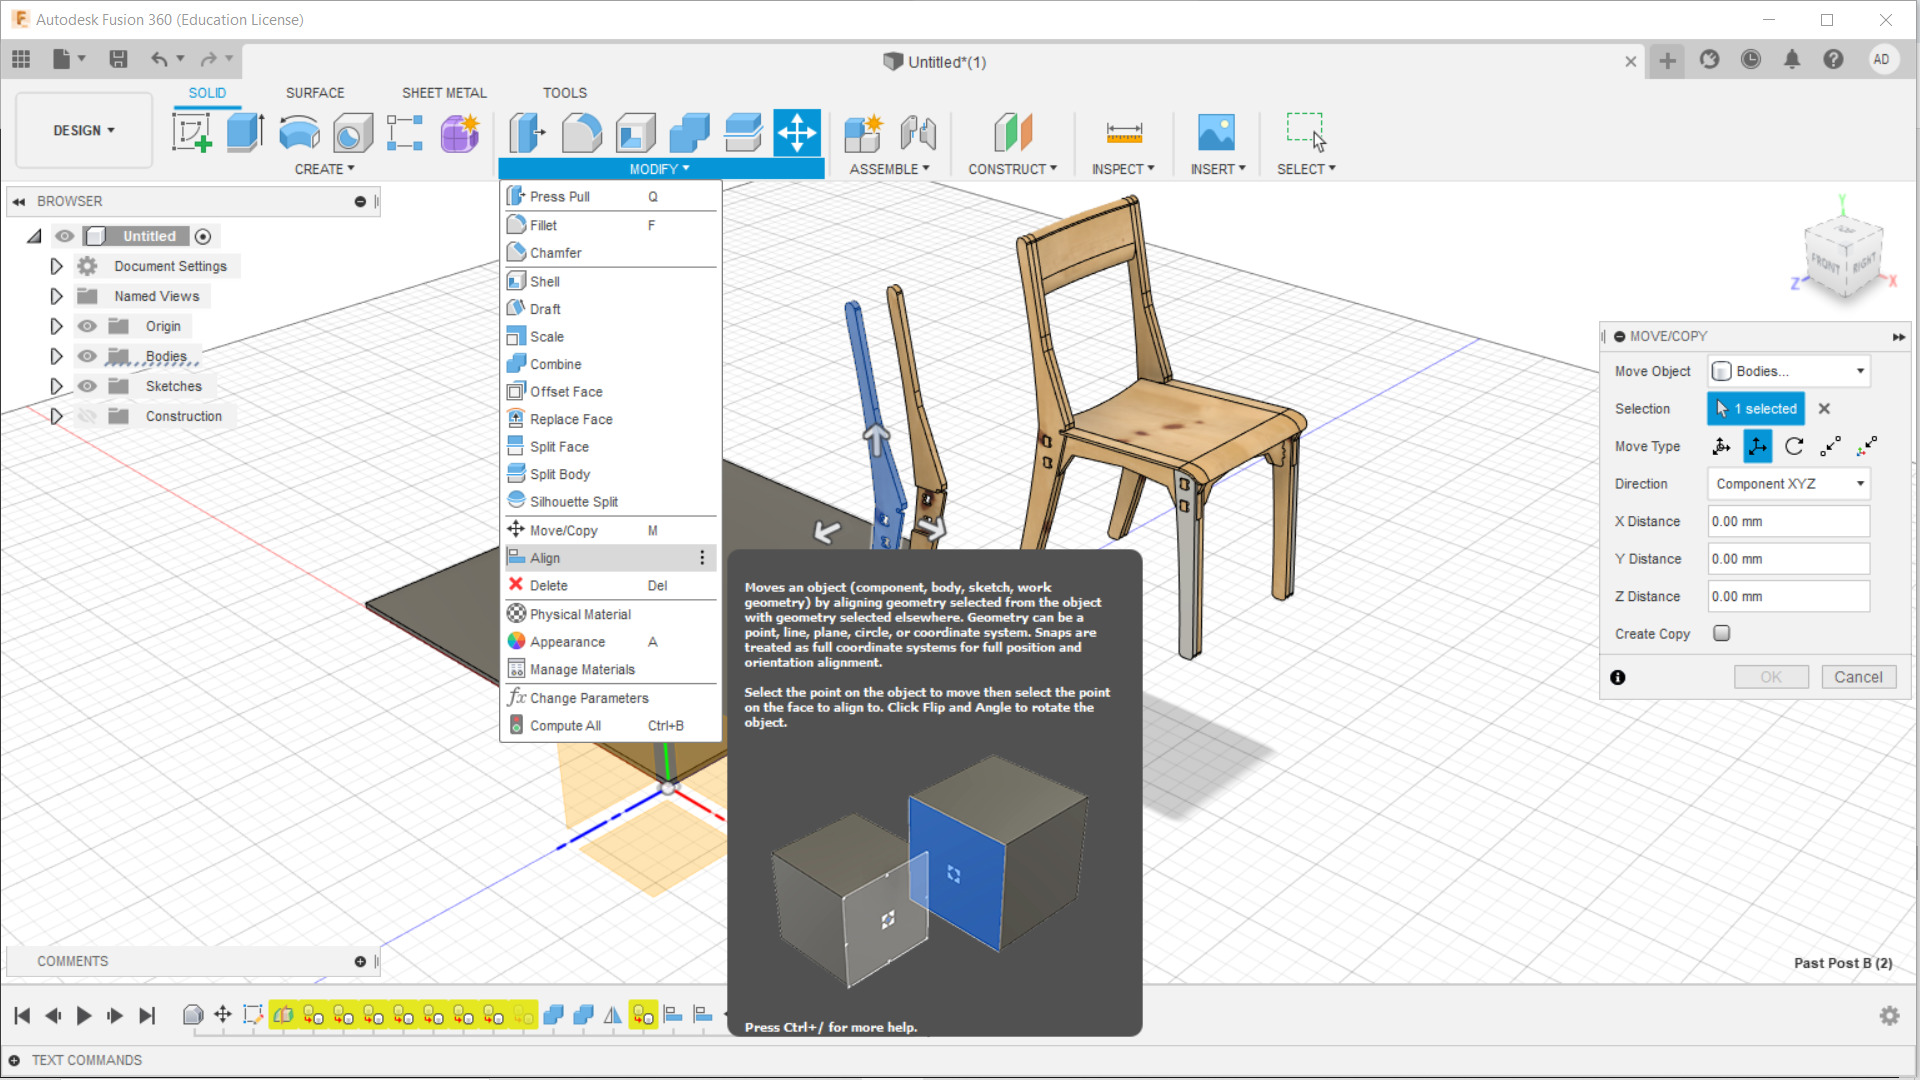 Autodesk Fusion 360 (Education License)
Untitled*(1)
AD
DESIGN
SOLID
SURFACE
SHEET METAL
TOOLS
CREATE
MODIFY
ASSEMBLE
CONSTRUCT
INSPECT
INSERT
SELECT
BROWSER
Untitled
Document Settings
Named Views
Origin
Bodies
Sketches
Construction
Press Pull Q
Fillet F
Chamfer
Shell
Draft
Scale
Combine
Offset Face
Replace Face
Split Face
Split Body
Silhouette Split
Move/Copy M
Align
Delete Del
Physical Material
Appearance A
Manage Materials
fx Change Parameters
Compute All Ctrl+B
Moves an object (component, body, sketch, work
geometry) by aligning geometry selected from the object
with geometry selected elsewhere. Geometry can be a
point, line, plane, circle, or coordinate system. Snaps are
treated as full coordinate systems for full position and
orientation alignment.
Select the point on the object to move then select the point
on the face to align to. Click Flip and Angle to rotate the
object.
Press Ctrl+/ for more help.
Y
TOP
FRONT
RIGHT
Z
X
MOVE/COPY
Move Object Bodies...
Selection 1 selected
Move Type
Direction Component XYZ
X Distance 0.00 mm
Y Distance 0.00 mm
Z Distance 0.00 mm
Create Copy
OK Cancel
Past Post B (2)
COMMENTS
TEXT COMMANDS